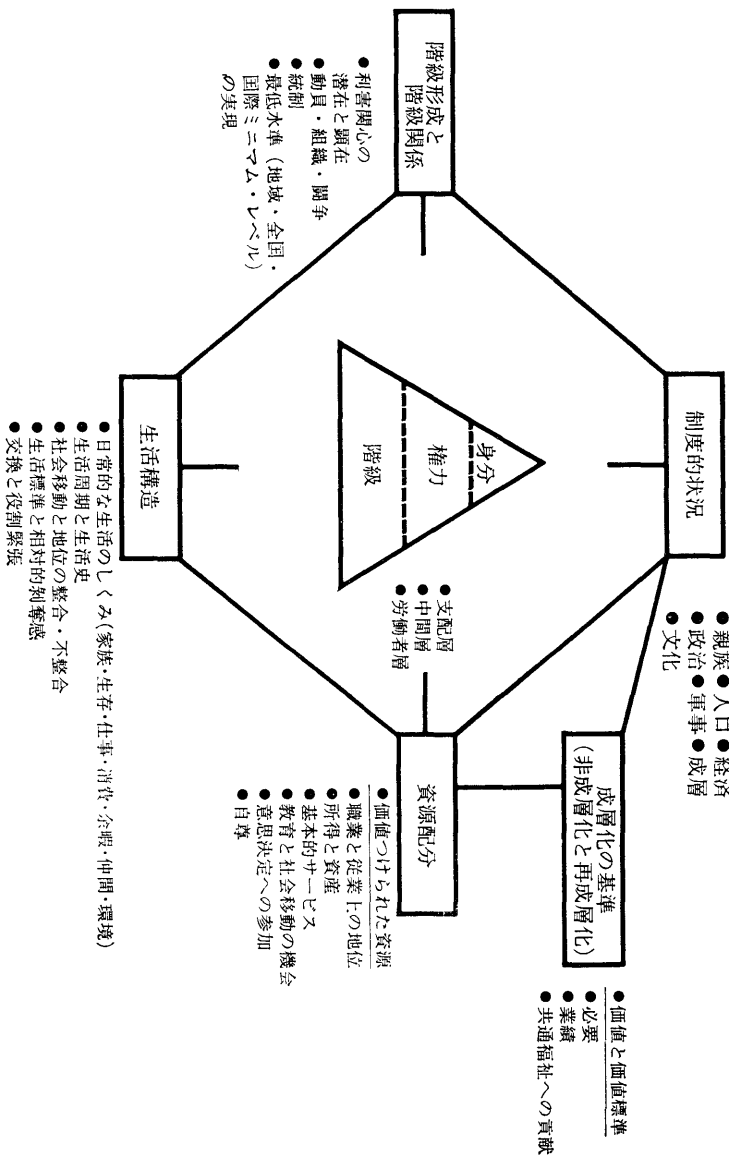 制度的状況
●親族●人口●経済
●政治●軍事●成層
●文化
成層化の基準
(非成層化と再成層化)
●価値と価値標準
●必要
●業績
●共通福祉への貢献
階級形成と
階級関係
●利害関心の
潜在と顕在
●動員・組織・闘争
●統制
●最低水準(地域・全国・
国際ミニマム・レベル)
の実現
身分
権力
階級
●支配層
●中間層
●労働者層
資源配分
●価値つけられた資源
●職業と従業上の地位
●所得と資産
●基本的サービス
●教育と社会移動の機会
●意思決定への参加
●自尊
生活構造
●日常的な生活のしくみ(家族・生存・仕事・消費・余暇・仲間・環境)
●生活周期と生活史
●社会移動と地位の整合・不整合
●生活標準と相対的剝奪感
●交換と役割緊張